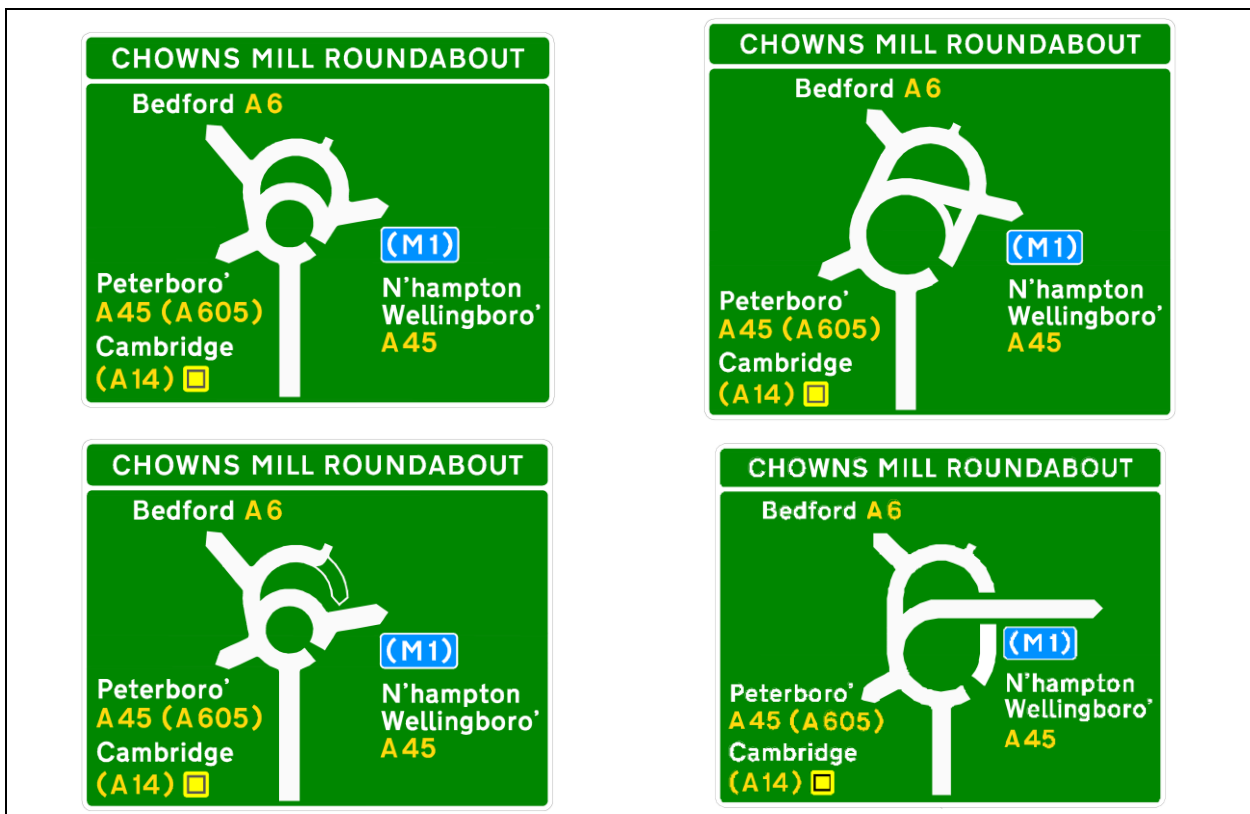 CHOWNS MILL ROUNDABOUT
Bedford A6
(M1)
Peterboro'
A45 (A605)
Cambridge
(A14)
N'hampton
Wellingboro'
A45
CHOWNS MILL ROUNDABOUT
Bedford A6
(M1)
Peterboro'
A45 (A605)
Cambridge
(A14)
N'hampton
Wellingboro'
A45
CHOWNS MILL ROUNDABOUT
Bedford A6
(M1)
Peterboro'
A45 (A605)
Cambridge
(A14)
N'hampton
Wellingboro'
A45
CHOWNS MILL ROUNDABOUT
Bedford A6
(M1)
Peterboro'
A45 (A605)
Cambridge
(A14)
N'hampton
Wellingboro'
A45